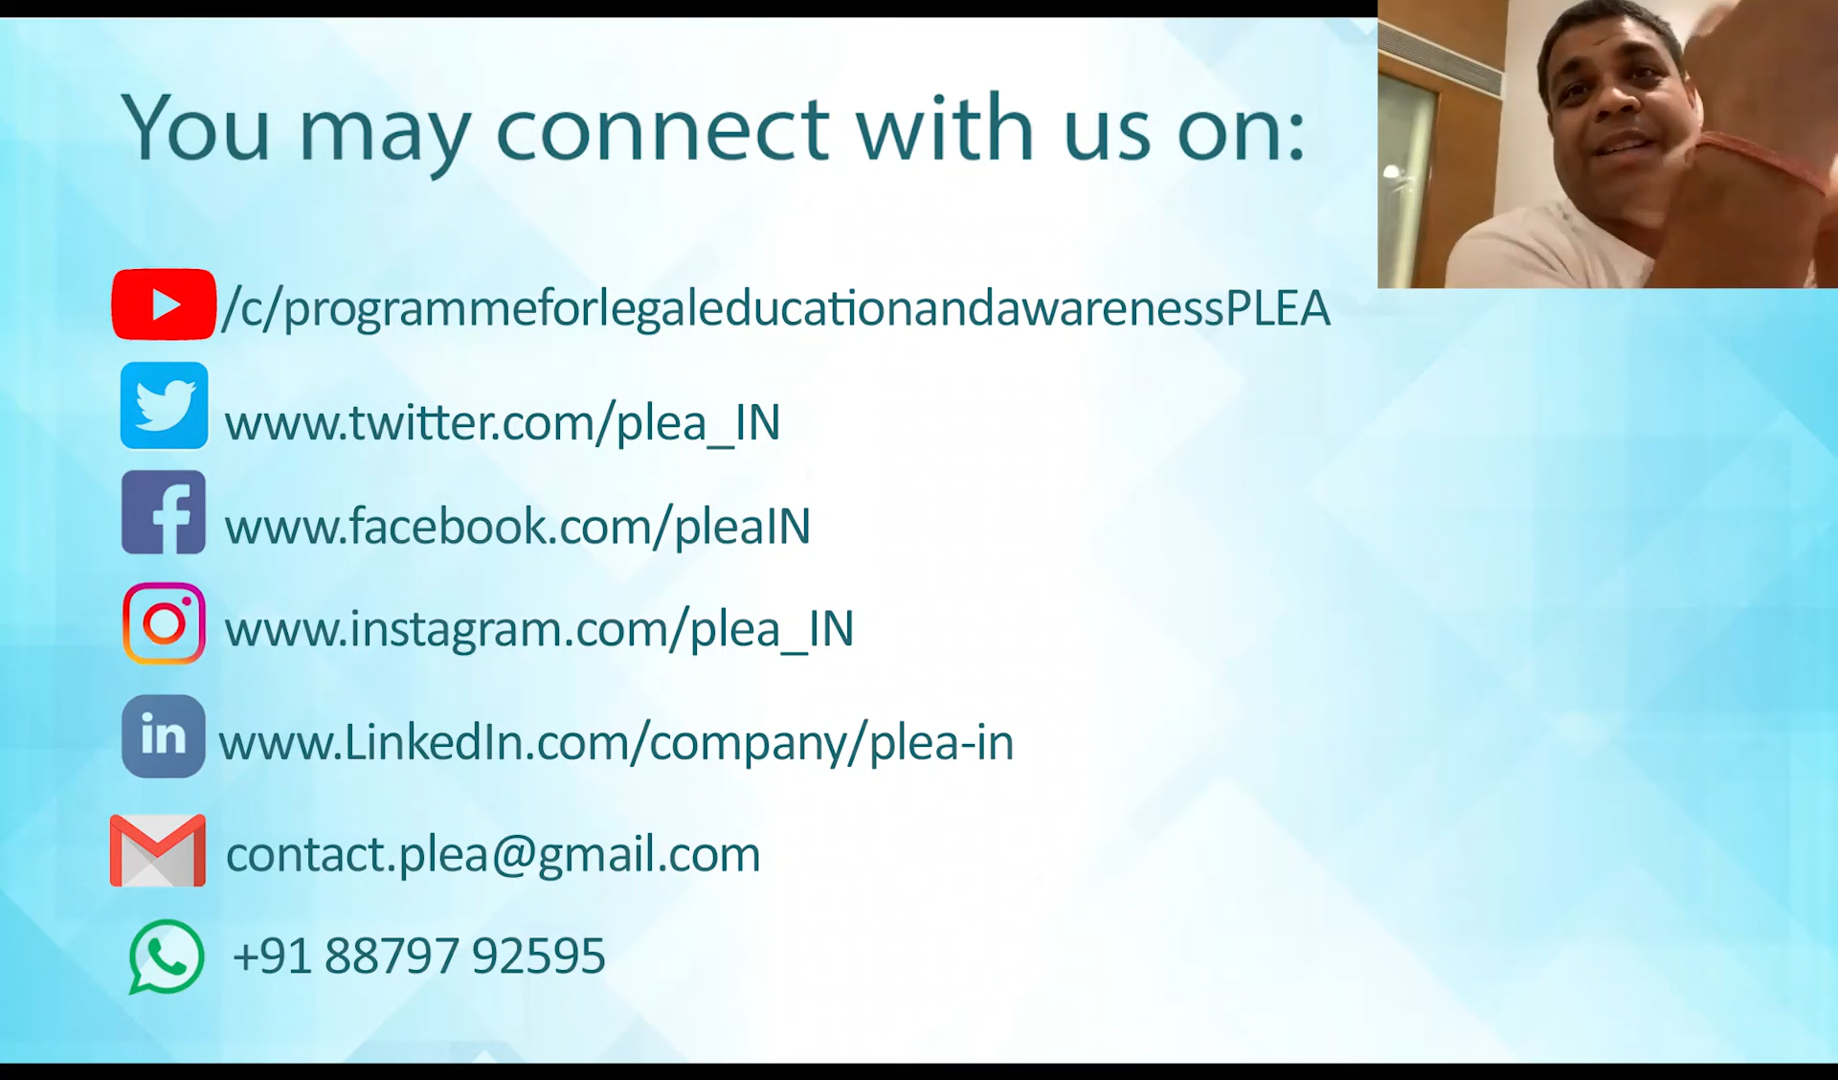 You may connect with us on:
/c/programmeforlegaleducationandawarenessPLEA
www.twitter.com/plea_IN
www.facebook.com/pleaIN
www.instagram.com/plea_IN
in www.LinkedIn.com/company/plea-in
contact.plea@gmail.com
+91 88797 92595